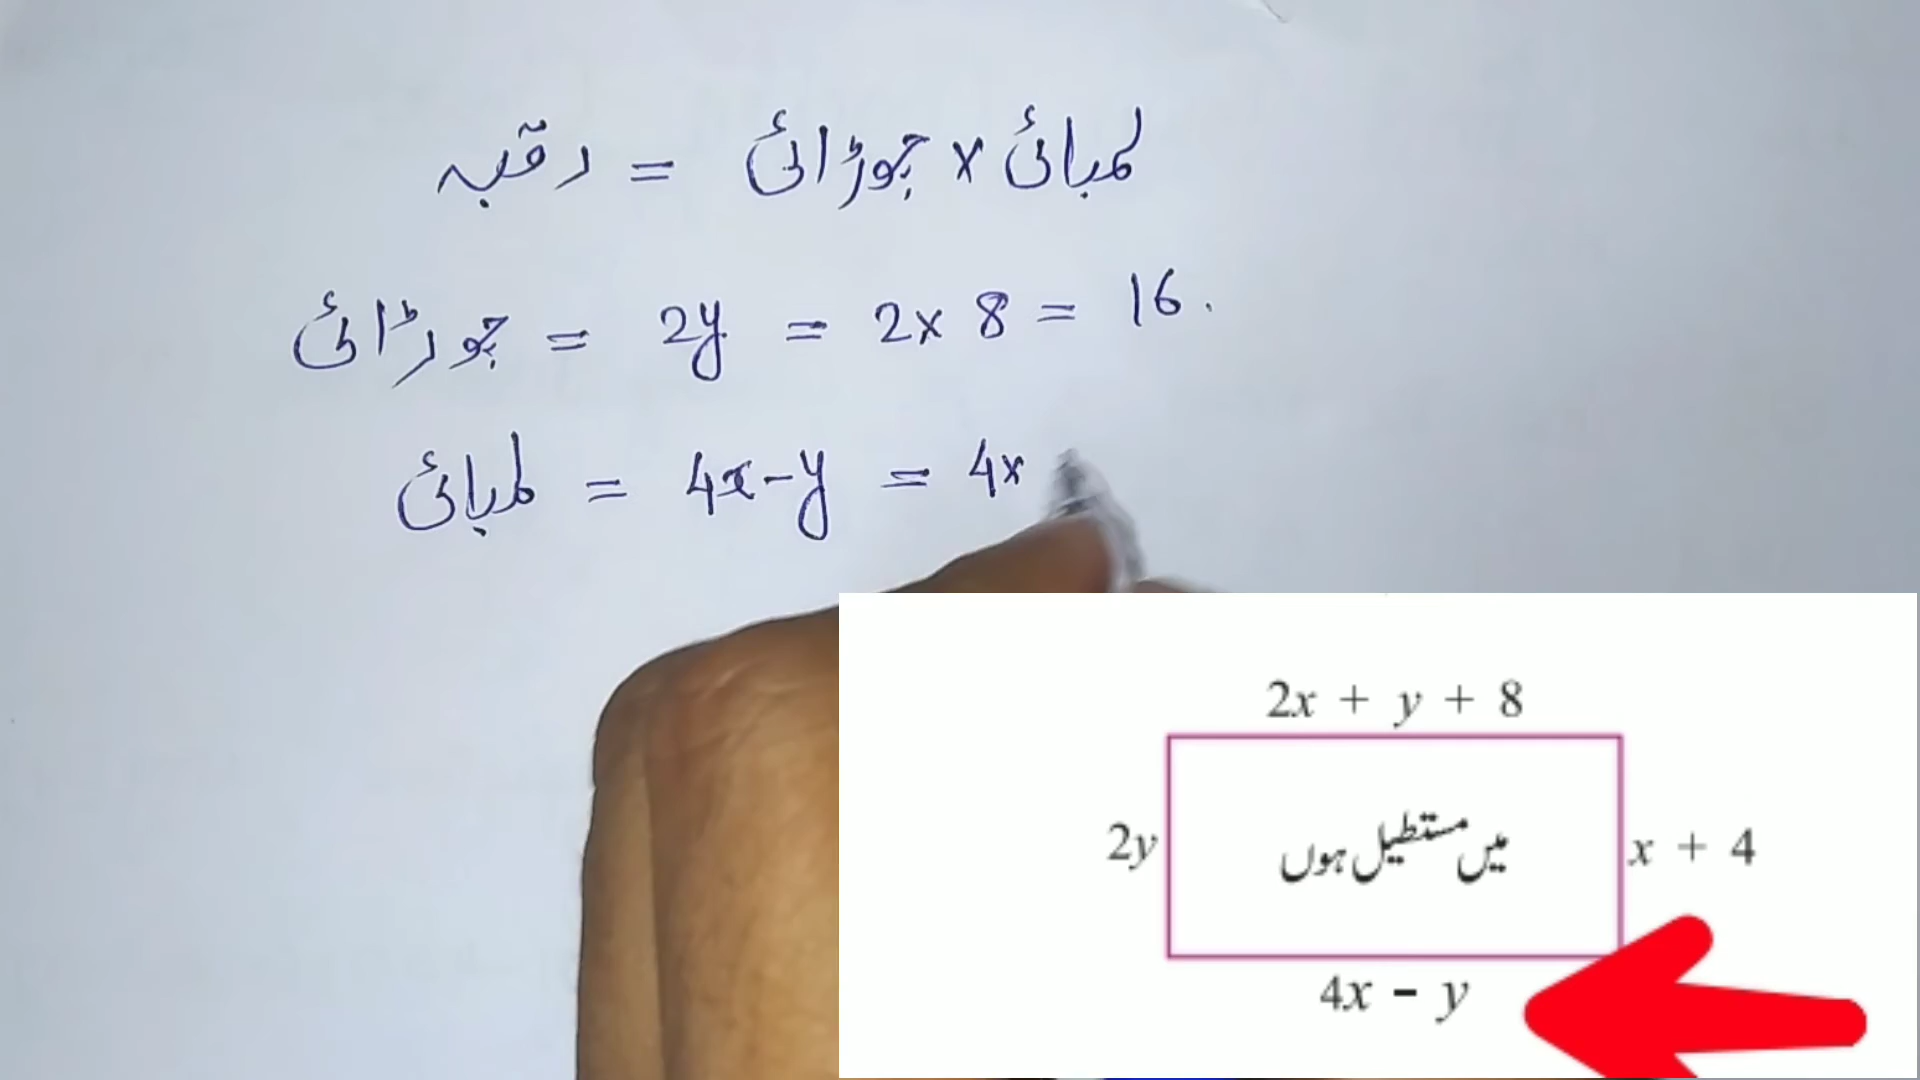 رقبہ = چوڑائی x لمبائی
چوڑائی = 2y = 2x 8 = 16.
لمبائی = 4x-y = 4x
2x + y + 8
2y
میں مستطیل ہوں
x + 4
4x - y